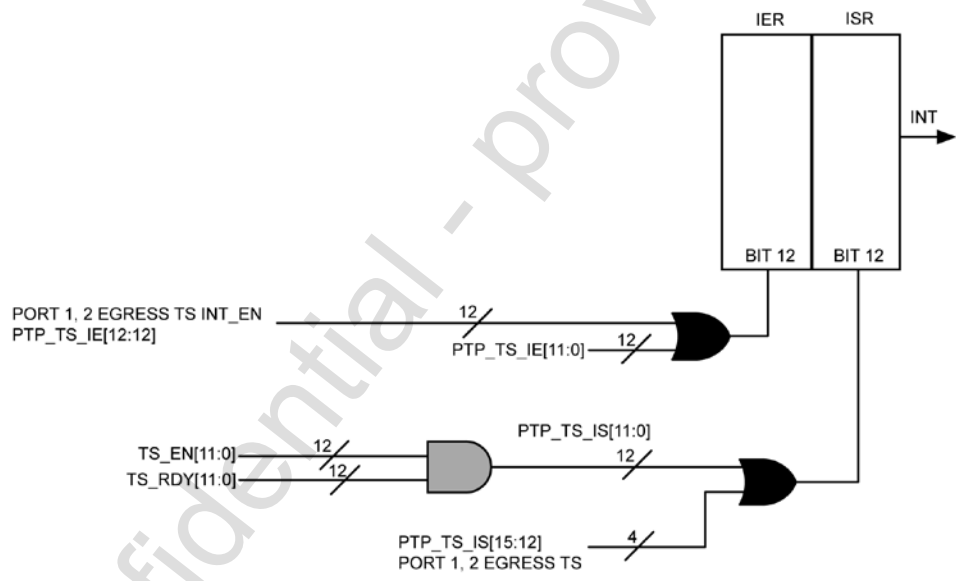 IER ISR
INT
BIT 12 BIT 12
PORT 1, 2 EGRESS TS INT_EN 12
PTP_TS_IE[12:12]
PTP_TS_IE[11:0] 12
PTP_TS_IS[11:0]
TS_EN[11:0] 12 12
TS_RDY[11:0] 12
PTP_TS_IS[15:12] 4
PORT 1, 2 EGRESS TS
fidential - prov